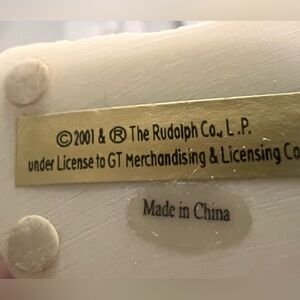 ©2001 & ® The Rudolph Co., L.P.
under License to GT Merchandising & Licensing Co
Made in China